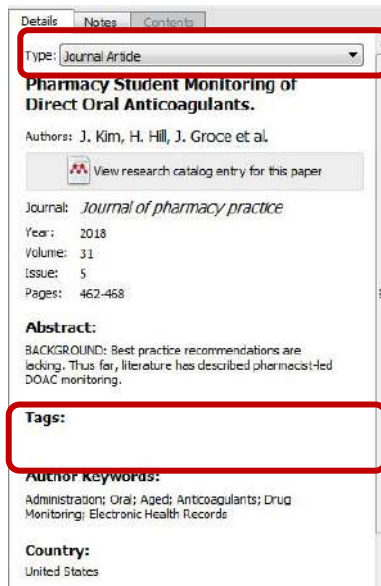 Details Notes Contents
Type: Journal Article
Pharmacy Student Monitoring of
Direct Oral Anticoagulants.
Authors: J. Kim, H. Hill, J. Groce et al.
View research catalog entry for this paper
Journal: Journal of pharmacy practice
Year: 2018
Volume: 31
Issue: 5
Pages: 462-468
Abstract:
BACKGROUND: Best practice recommendations are
lacking. Thus far, literature has described pharmacist-led
DOAC monitoring.
Tags:
Author Keywords:
Administration; Oral; Aged; Anticoagulants; Drug
Monitoring; Electronic Health Records
Country:
United States